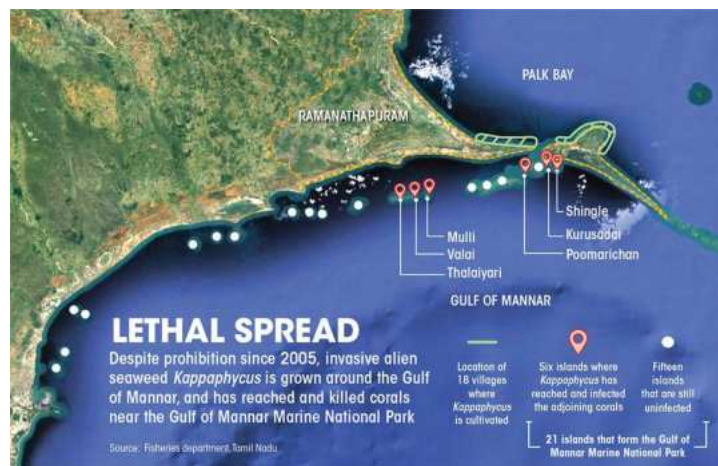 PALK BAY
RAMANATHAPURAM
Shingle
Mulli
Kurusadai
Valai
Poomarichan
Thalaiyari
GULF OF MANNAR
LETHAL SPREAD
Despite prohibition since 2005, invasive alien
seaweed Kappaphycus is grown around the Gulf
of Mannar, and has reached and killed corals
near the Gulf of Mannar Marine National Park
Source: Fisheries department, Tamil Nadu
Location of
18 villages
where
Kappaphycus
is cultivated
Six islands where
Kappaphycus has
reached and infected
the adjoining corals
Fifteen
islands
that are still
uninfected
21 islands that form the Gulf of
Mannar Marine National Park